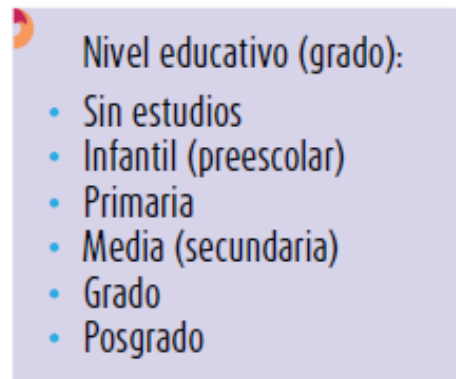 Nivel educativo (grado):
• Sin estudios
• Infantil (preescolar)
• Primaria
• Media (secundaria)
• Grado
• Posgrado